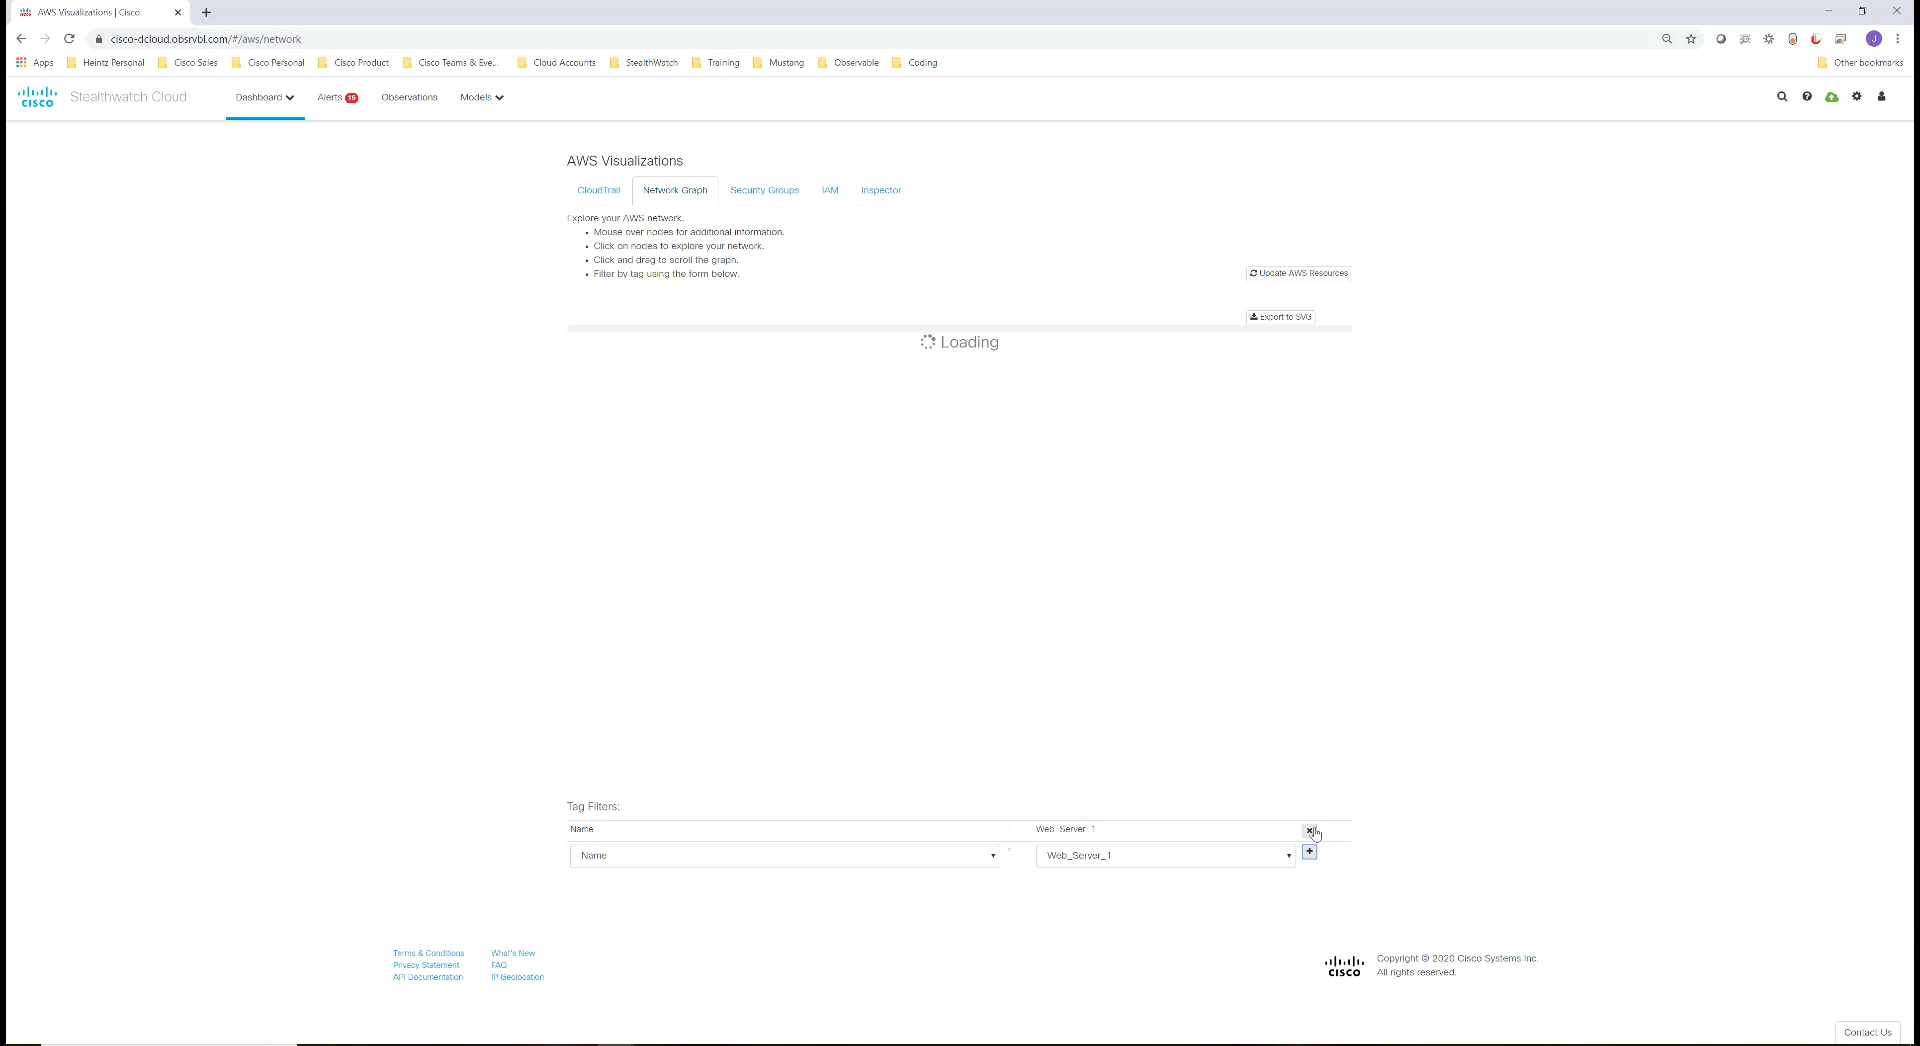 AWS Visualizations | Cisco
cisco-dcloud.obsrvbl.com/#/aws/network
J
Apps Heintz Personal Cisco Sales Cisco Personal Cisco Product Cisco Teams & Eve... Cloud Accounts StealthWatch Training Mustang Observable Coding Other bookmarks
CISCO Stealthwatch Cloud Dashboard Alerts 15 Observations Models
AWS Visualizations
CloudTrail Network Graph Security Groups IAM Inspector
Explore your AWS network.
• Mouse over nodes for additional information.
• Click on nodes to explore your network.
• Click and drag to scroll the graph.
• Filter by tag using the form below.
Update AWS Resources
Export to SVG
Loading
Tag Filters:
Name = Web_Server_1
Name = Web_Server_1
Terms & Conditions What's New
Privacy Statement FAQ
API Documentation IP Geolocation
CISCO
Copyright © 2020 Cisco Systems Inc.
All rights reserved.
Contact Us